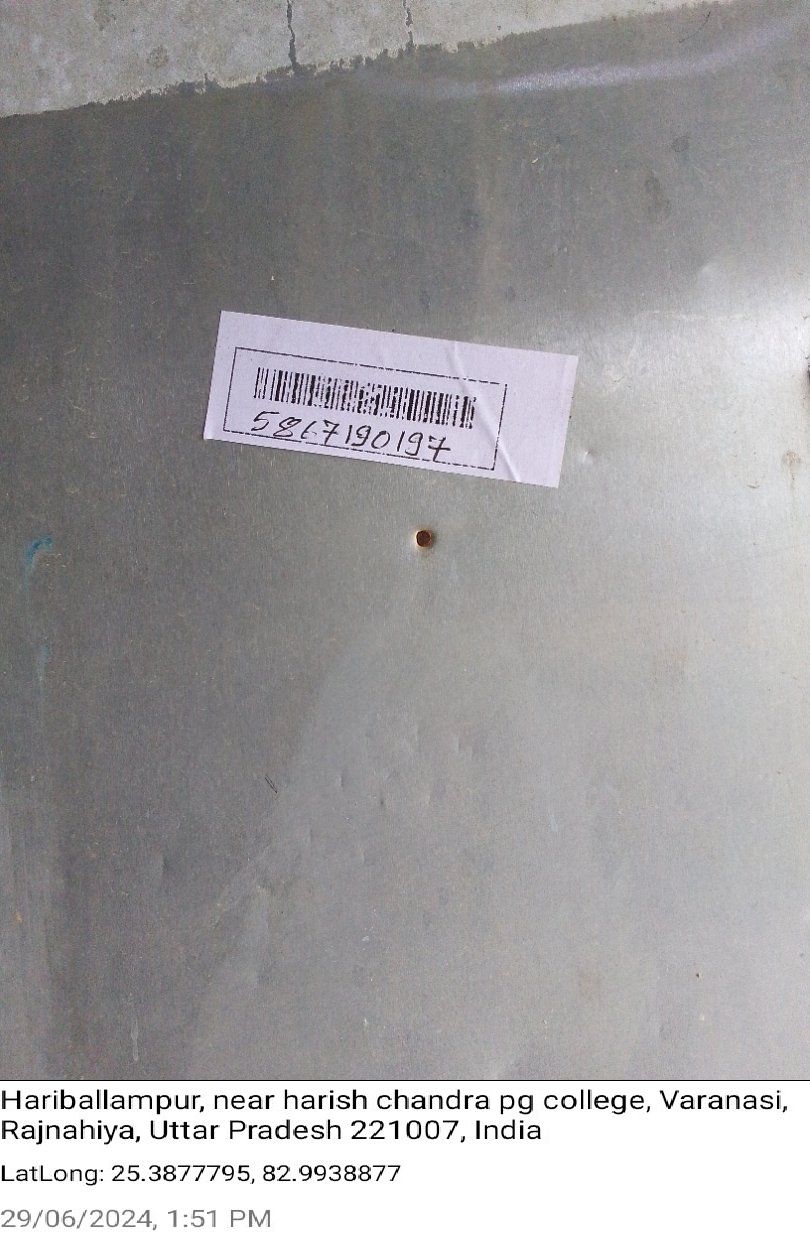 5867190197
Hariballampur, near harish chandra pg college, Varanasi,
Rajnahiya, Uttar Pradesh 221007, India
LatLong: 25.3877795, 82.9938877
29/06/2024, 1:51 PM